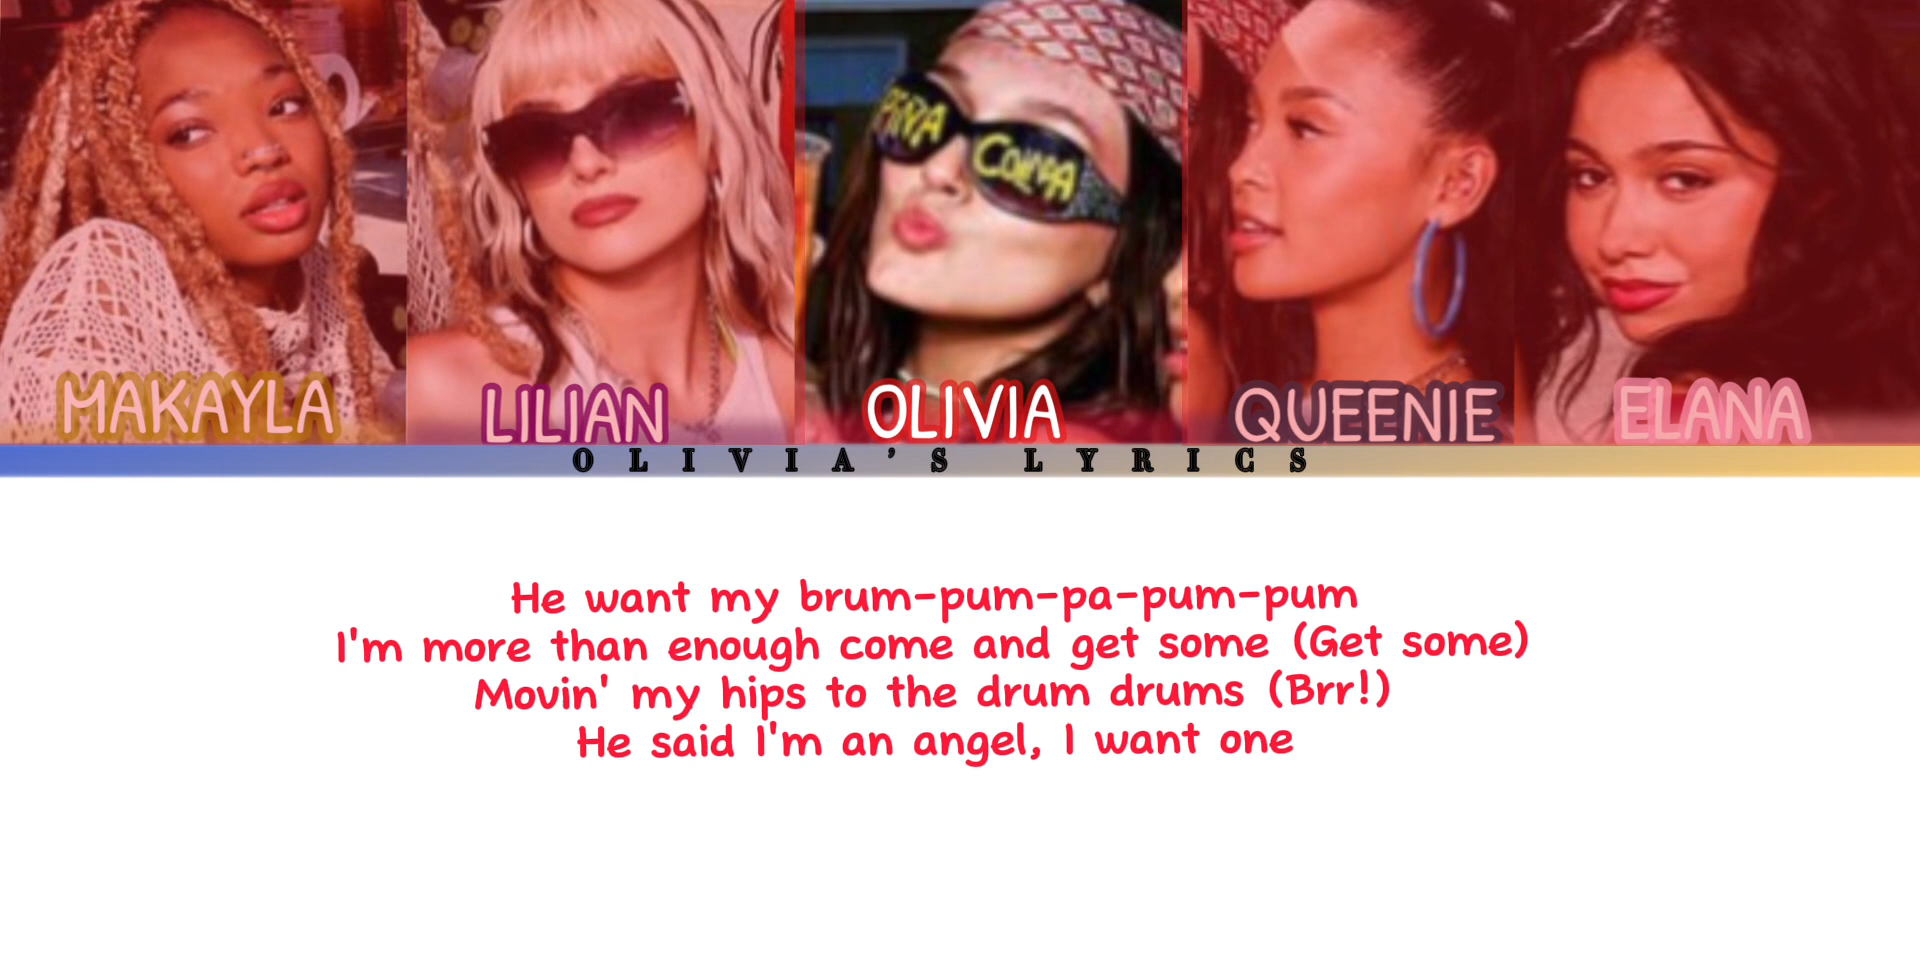 PINA COLADA
MAKAYLA
LILIAN
OLIVIA
QUEENIE
ELANA
OLIVIA'S LYRICS
He want my brum-pum-pa-pum-pum
I'm more than enough come and get some (Get some)
Movin' my hips to the drum drums (Brr!)
He said I'm an angel, I want one